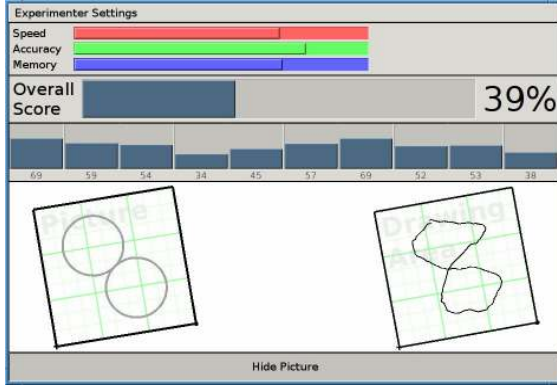 Experimenter Settings
Speed
Accuracy
Memory
Overall
Score
39%
69 59 54 34 45 57 69 52 53 38
Picture
Drawing
Area
Hide Picture